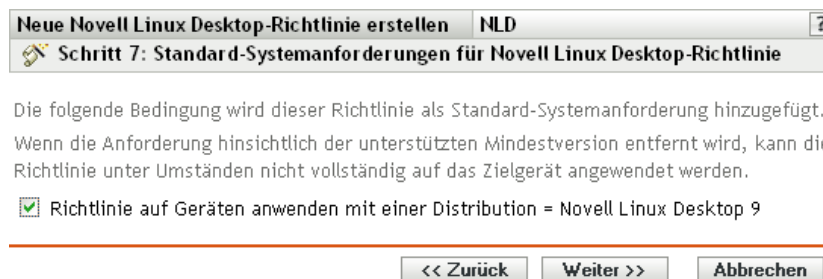 Neue Novell Linux Desktop-Richtlinie erstellen NLD ?
Schritt 7: Standard-Systemanforderungen für Novell Linux Desktop-Richtlinie
Die folgende Bedingung wird dieser Richtlinie als Standard-Systemanforderung hinzugefügt.
Wenn die Anforderung hinsichtlich der unterstützten Mindestversion entfernt wird, kann die
Richtlinie unter Umständen nicht vollständig auf das Zielgerät angewendet werden.
Richtlinie auf Geräten anwenden mit einer Distribution = Novell Linux Desktop 9
<< Zurück Weiter >> Abbrechen